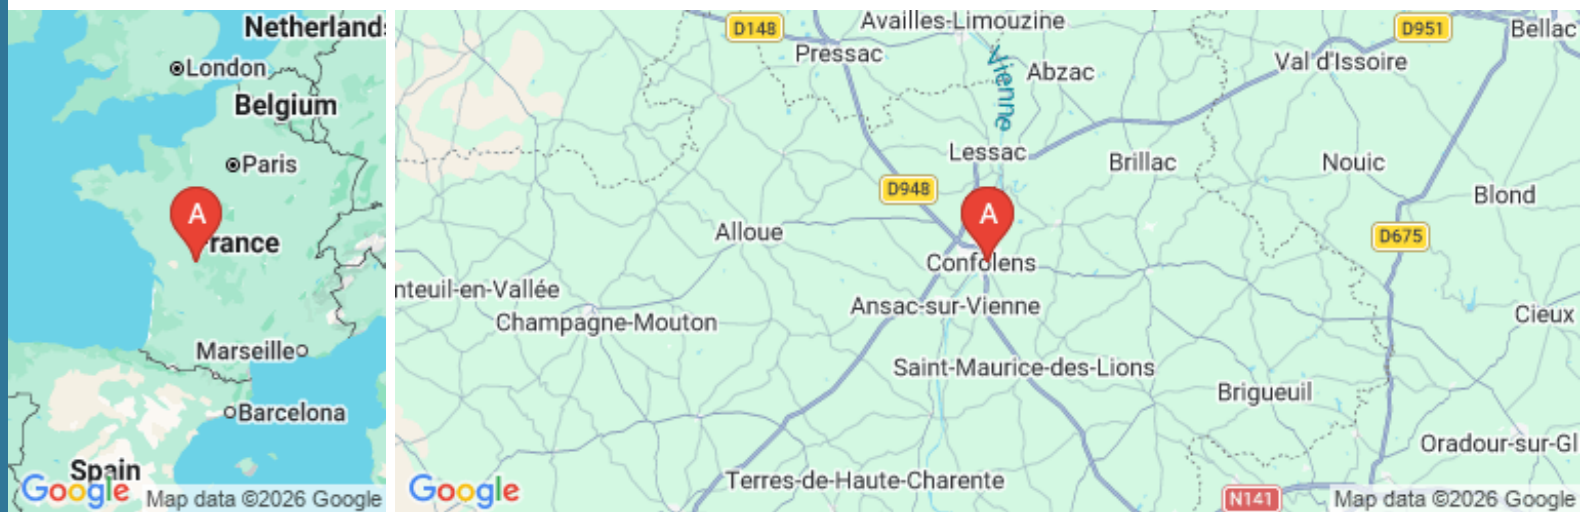 Netherland
London
Belgium
Paris
A
France
Marseille
Barcelona
Spain
Google
Map data ©2026 Google
D148
Availles-Limouzine
D951
Bellac
Pressac
Vienne
Abzac
Val d'Issoire
Lessac
Brillac
Nouic
D948
Blond
A
Alloue
D675
Confolens
nteuil-en-Vallée
Ansac-sur-Vienne
Champagne-Mouton
Cieux
Saint-Maurice-des-Lions
Brigueuil
Oradour-sur-Gl
Terres-de-Haute-Charente
Google
N141
Map data ©2026 Google